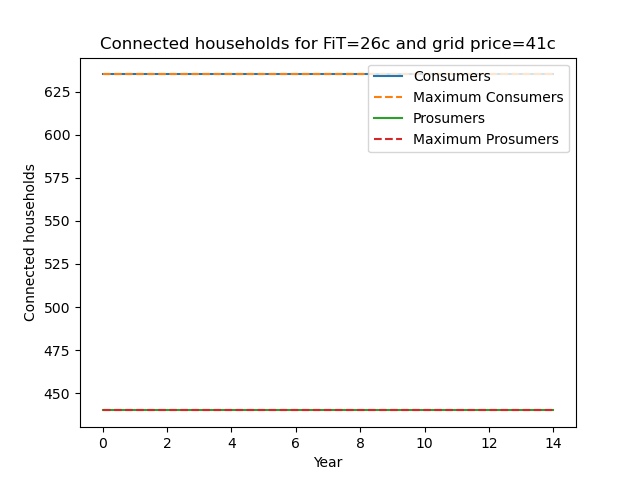 Connected households for FiT=26c and grid price=41c
Connected households
625
600
575
550
525
500
475
450
Consumers
Maximum Consumers
Prosumers
Maximum Prosumers
0 2 4 6 8 10 12 14
Year